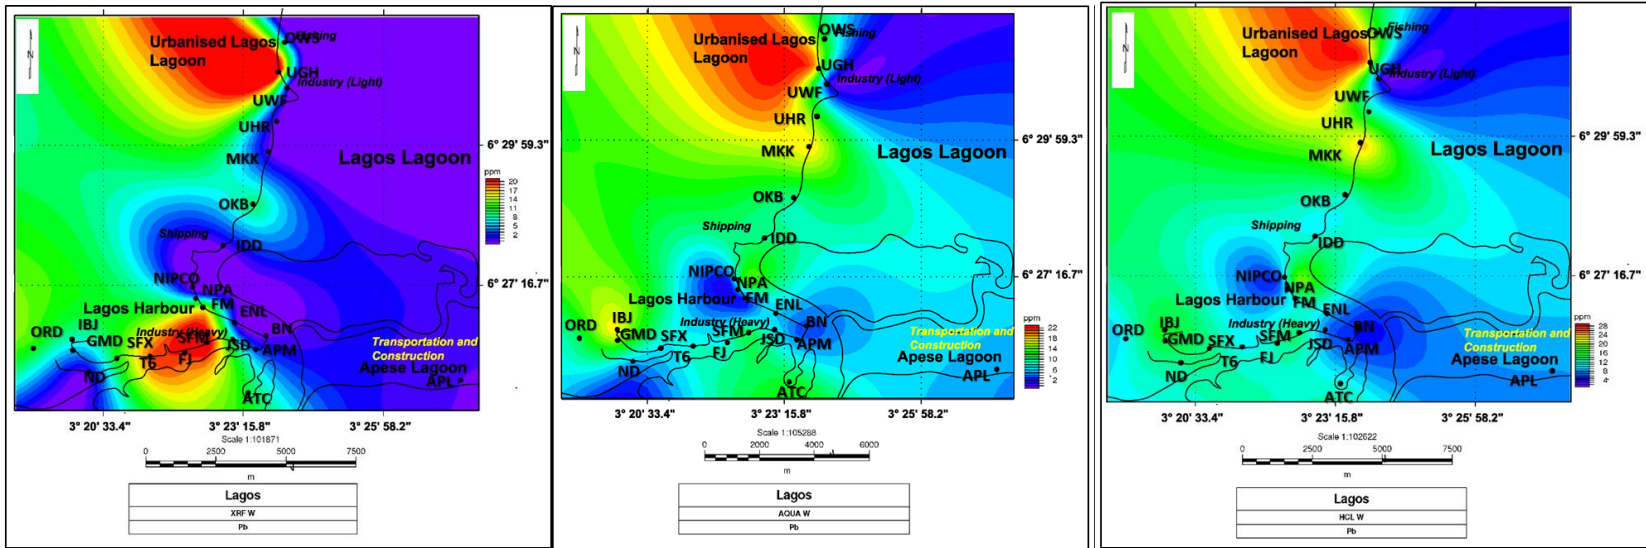 N
OWS
Fishing
Urbanised Lagos
Lagoon
UGH
Industry (Light)
UWF
UHR
MKK
Lagos Lagoon
6° 29' 59.3"
ppm
20
17
14
11
8
5
2
OKB
Shipping
IDD
NIPCO
NPA
6° 27' 16.7"
Lagos Harbour
FM
ENL
IBJ
ORD
Industry (Heavy)
BN
GMD
SFX
SFM
JSD
APM
Transportation and
Construction
T6
FJ
Apese Lagoon
ND
APL
ATC
3° 20' 33.4"
3° 23' 15.8"
3° 25' 58.2"
Scale 1:101871
0
2500
5000
7500
m
Lagos
XRF W
Pb
N
OWS
Fishing
Urbanised Lagos
Lagoon
UGH
Industry (Light)
UWF
UHR
MKK
Lagos Lagoon
6° 29' 59.3"
OKB
Shipping
IDD
NIPCO
NPA
6° 27' 16.7"
Lagos Harbour
FM
ENL
IBJ
ORD
GMD
Industry (Heavy)
BN
SFX
SFM
JSD
APM
Transportation and
Construction
T6
FJ
Apese Lagoon
ND
APL
ATC
ppm
22
18
14
10
6
2
3° 20' 33.4"
3° 23' 15.8"
3° 25' 58.2"
Scale 1:105288
0
2000
4000
6000
m
Lagos
AQUA W
Pb
N
OWS
Fishing
Urbanised Lagos
Lagoon
UGH
Industry (Light)
UWF
UHR
MKK
Lagos Lagoon
6° 29' 59.3"
OKB
Shipping
IDD
NIPCO
NPA
6° 27' 16.7"
Lagos Harbour
FM
ENL
IBJ
ORD
GMD
Industry (Heavy)
BN
SFX
SFM
JSD
APM
Transportation and
Construction
FJ
T6
Apese Lagoon
ND
APL
ATC
ppm
28
24
20
16
12
8
4
3° 20' 33.4"
3° 23' 15.8"
3° 25' 58.2"
Scale 1:102622
0
2500
5000
7500
m
Lagos
HCL W
Pb